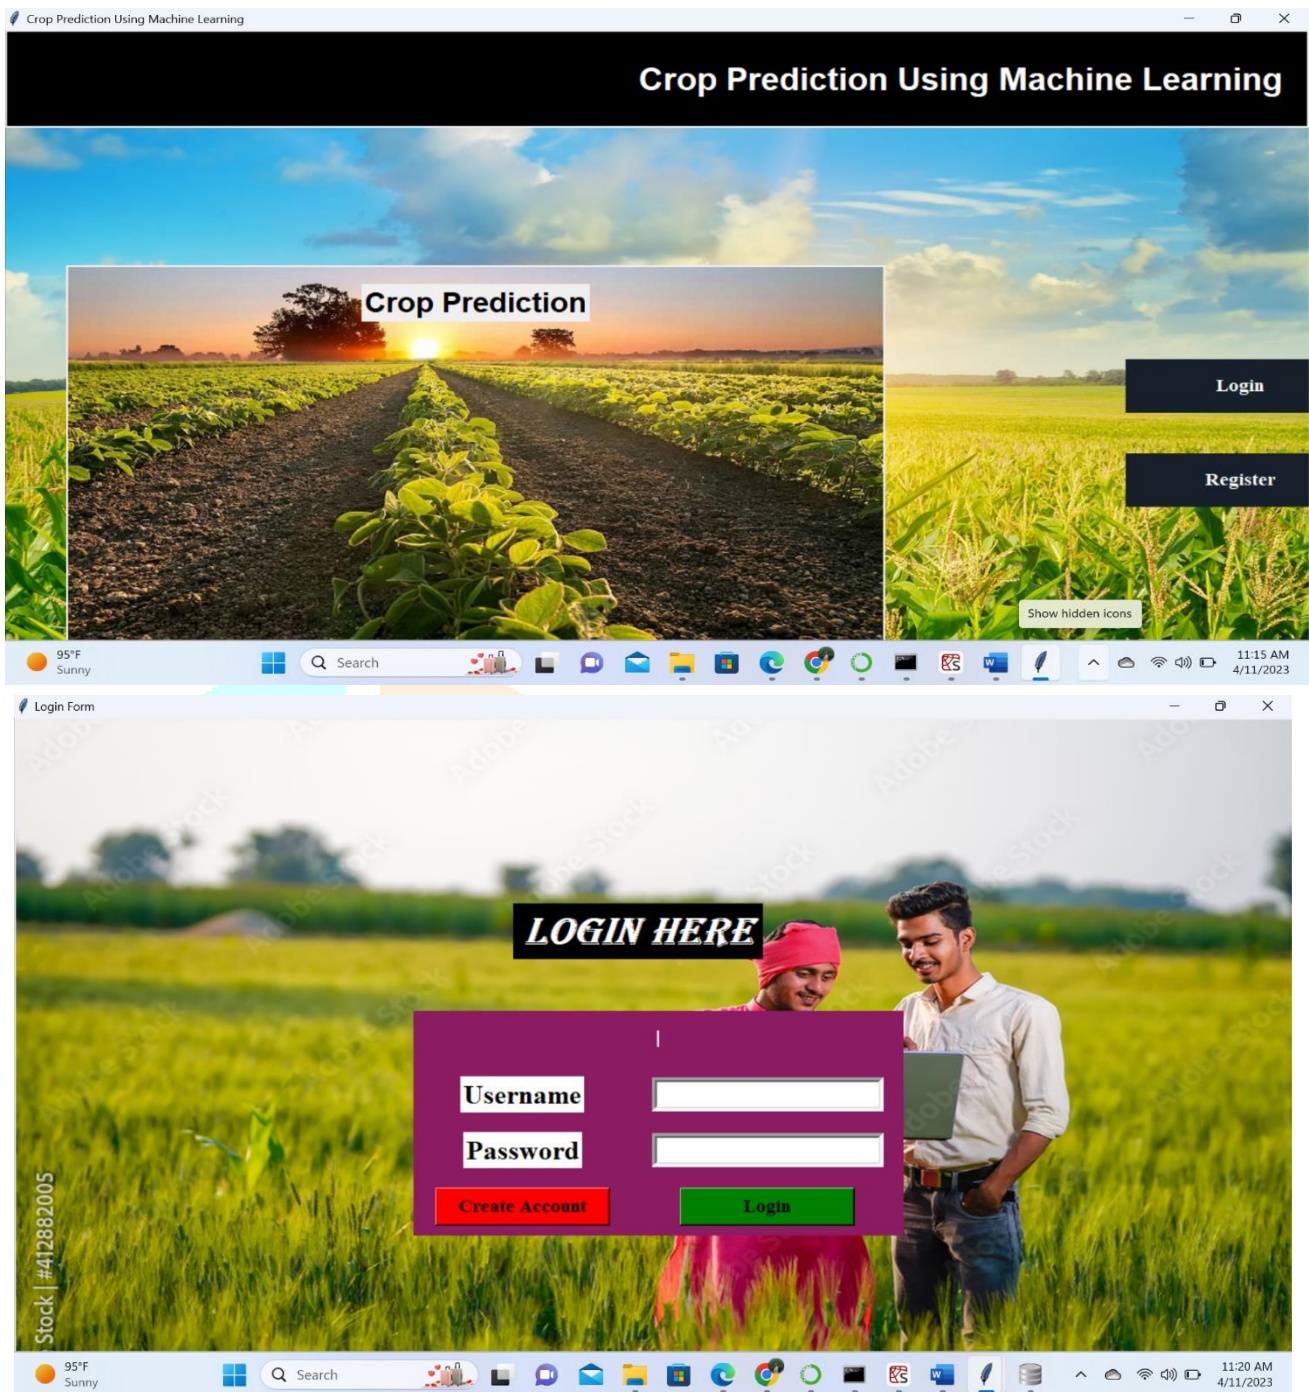 Crop Prediction Using Machine Learning
Crop Prediction Using Machine Learning
Crop Prediction
Login
Register
Show hidden icons
95°F
Sunny
Search
11:15 AM
4/11/2023
Login Form
Adobe Stock
LOGIN HERE
Username
Password
Create Account
Login
Stock | #412882005
95°F
Sunny
Search
11:20 AM
4/11/2023